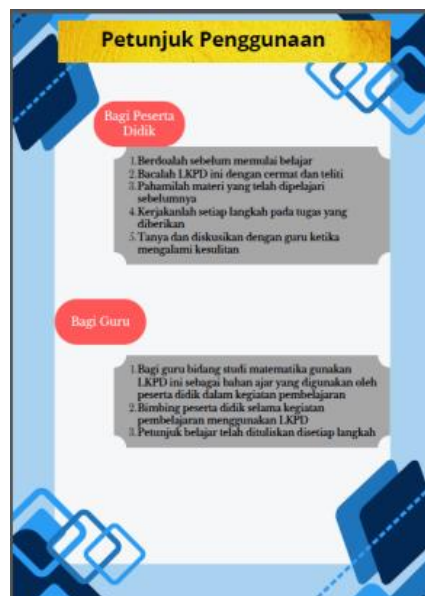 Petunjuk Penggunaan
Bagi Peserta
Didik
1. Berdoalah sebelum memulai belajar
2. Bacalah LKPD ini dengan cermat dan teliti
3. Pahamilah materi yang telah dipelajari
sebelumnya
4. Kerjakanlah setiap langkah pada tugas yang
diberikan
5. Tanya dan diskusikan dengan guru ketika
mengalami kesulitan
Bagi Guru
1. Bagi guru bidang studi matematika gunakan
LKPD ini sebagai bahan ajar yang digunakan oleh
peserta didik dalam kegiatan pembelajaran
2. Bimbing peserta didik selama kegiatan
pembelajaran menggunakan LKPD
3. Petunjuk belajar telah dituliskan disetiap langkah